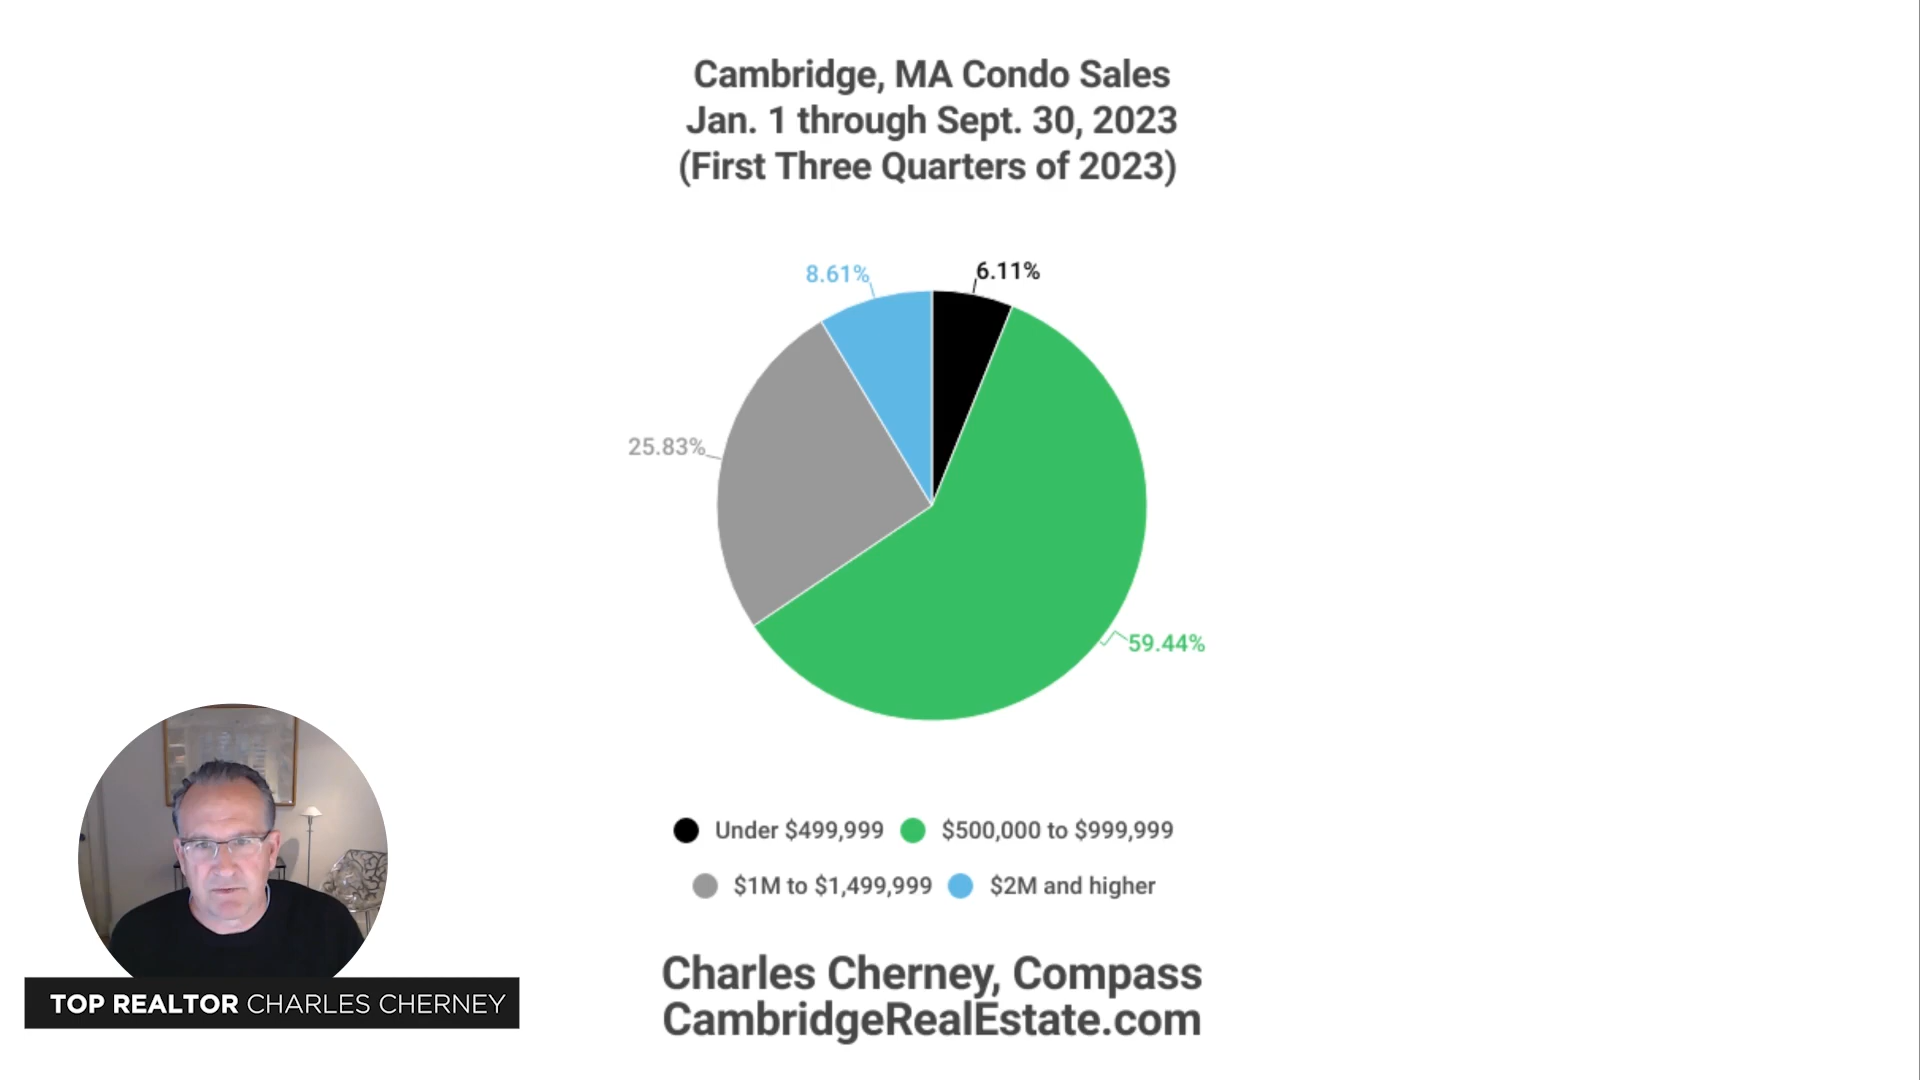 Cambridge, MA Condo Sales
Jan. 1 through Sept. 30, 2023
(First Three Quarters of 2023)
8.61%
6.11%
25.83%
59.44%
Under $499,999
$500,000 to $999,999
$1M to $1,499,999
$2M and higher
Charles Cherney, Compass
CambridgeRealEstate.com
TOP REALTOR CHARLES CHERNEY